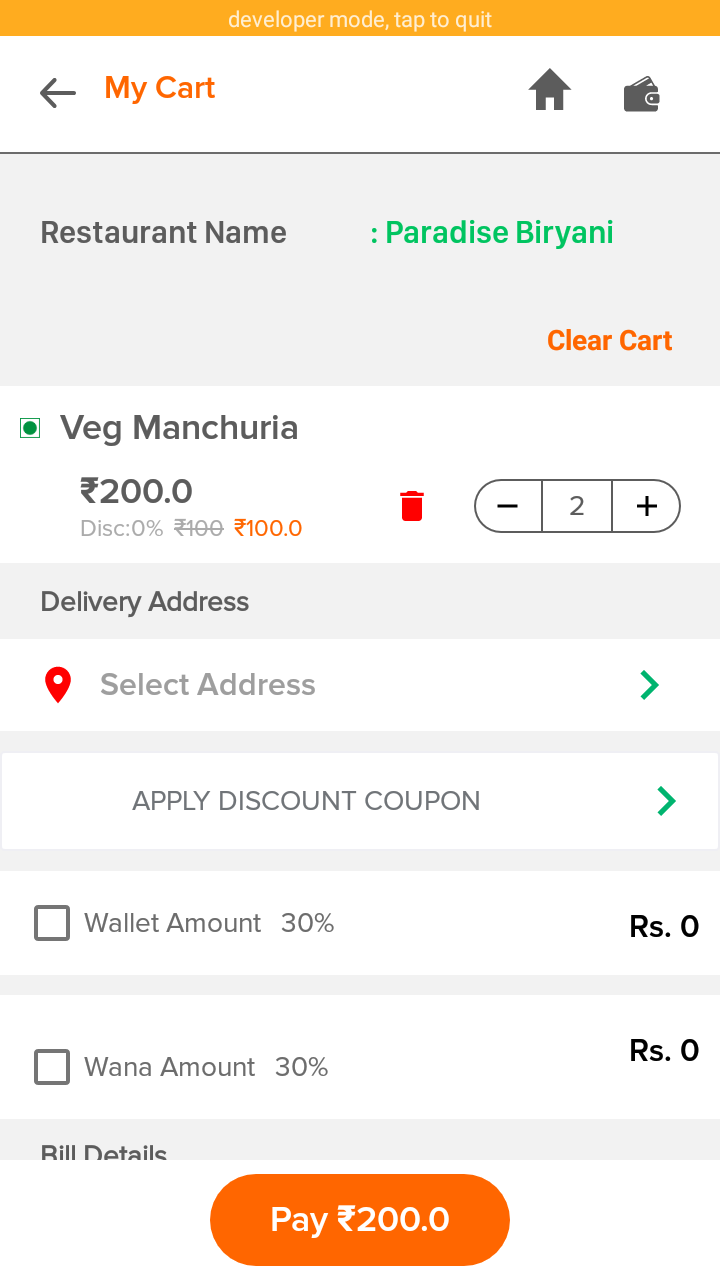 developer mode, tap to quit
My Cart
Restaurant Name : Paradise Biryani
Clear Cart
Veg Manchuria
₹200.0
Disc:0% ₹100 ₹100.0
2
Delivery Address
Select Address
APPLY DISCOUNT COUPON
Wallet Amount 30% Rs. 0
Wana Amount 30% Rs. 0
Bill Details
Pay ₹200.0